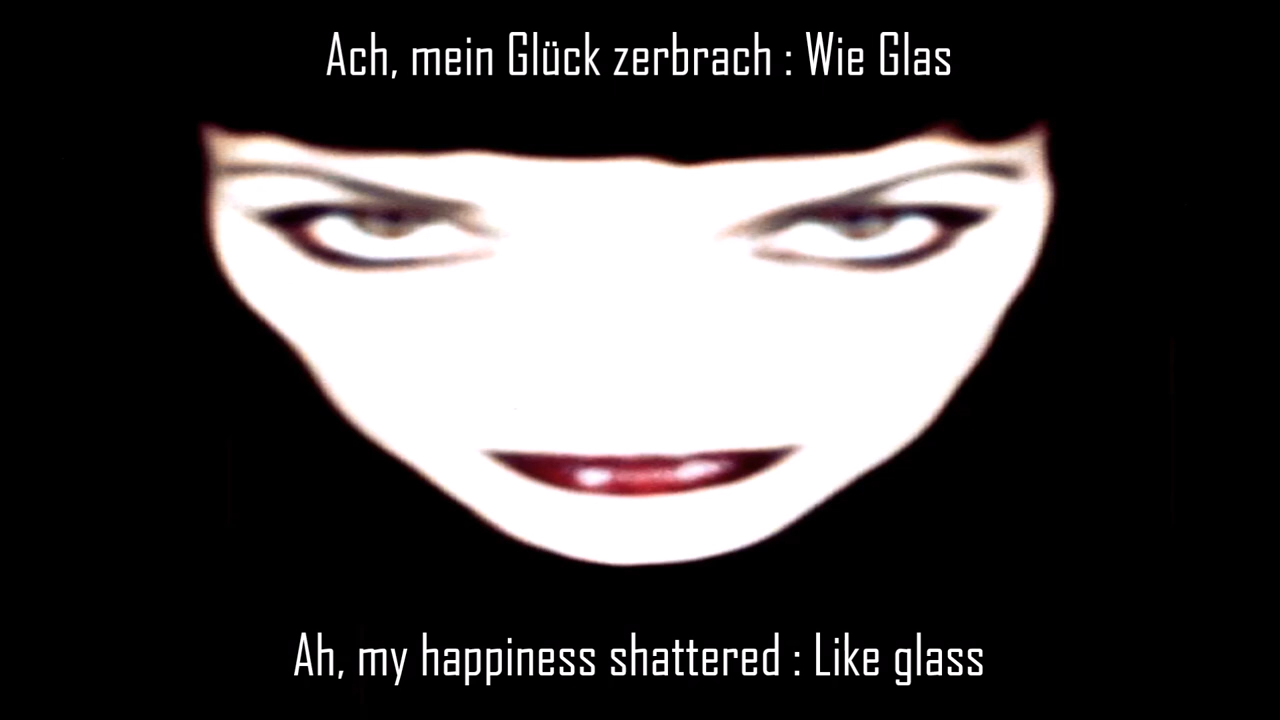 Ach, mein Glück zerbrach : Wie Glas
Ah, my happiness shattered : Like glass